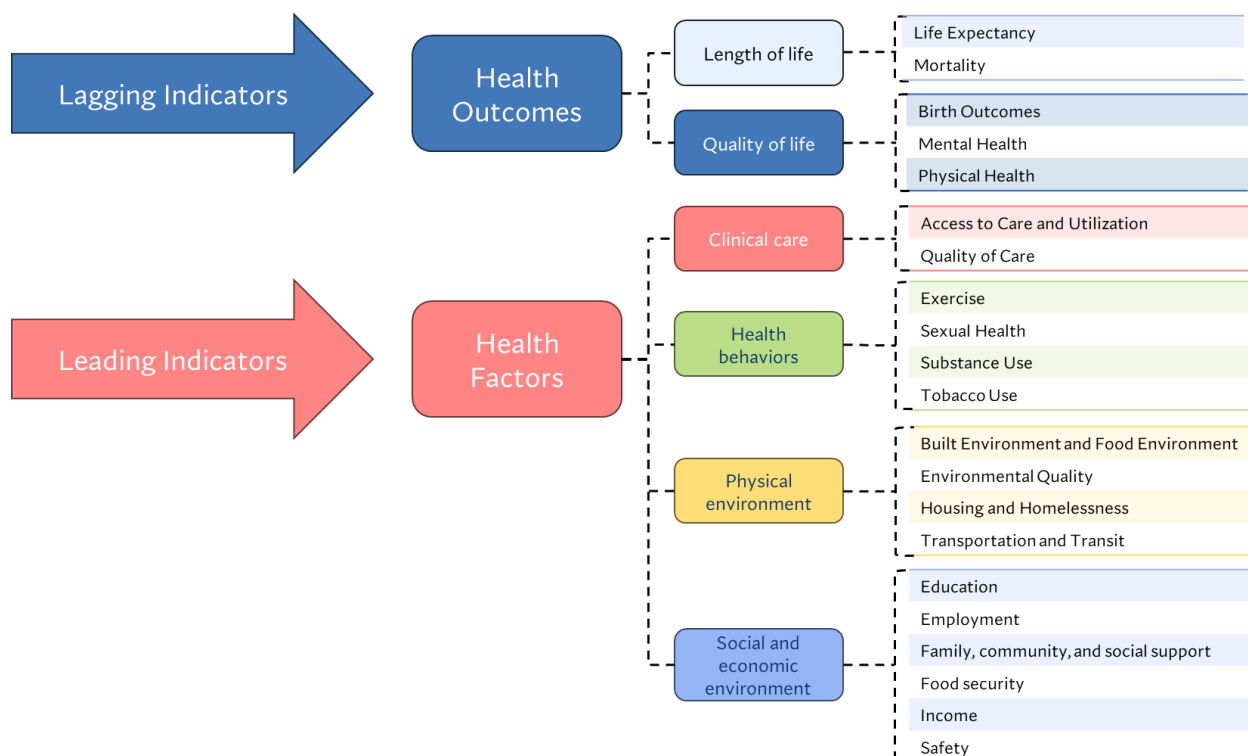 Lagging Indicators
Health
Outcomes
Length of life
Life Expectancy
Mortality
Quality of life
Birth Outcomes
Mental Health
Physical Health
Leading Indicators
Health
Factors
Clinical care
Access to Care and Utilization
Quality of Care
Health
behaviors
Exercise
Sexual Health
Substance Use
Tobacco Use
Physical
environment
Built Environment and Food Environment
Environmental Quality
Housing and Homelessness
Transportation and Transit
Social and
economic
environment
Education
Employment
Family, community, and social support
Food security
Income
Safety